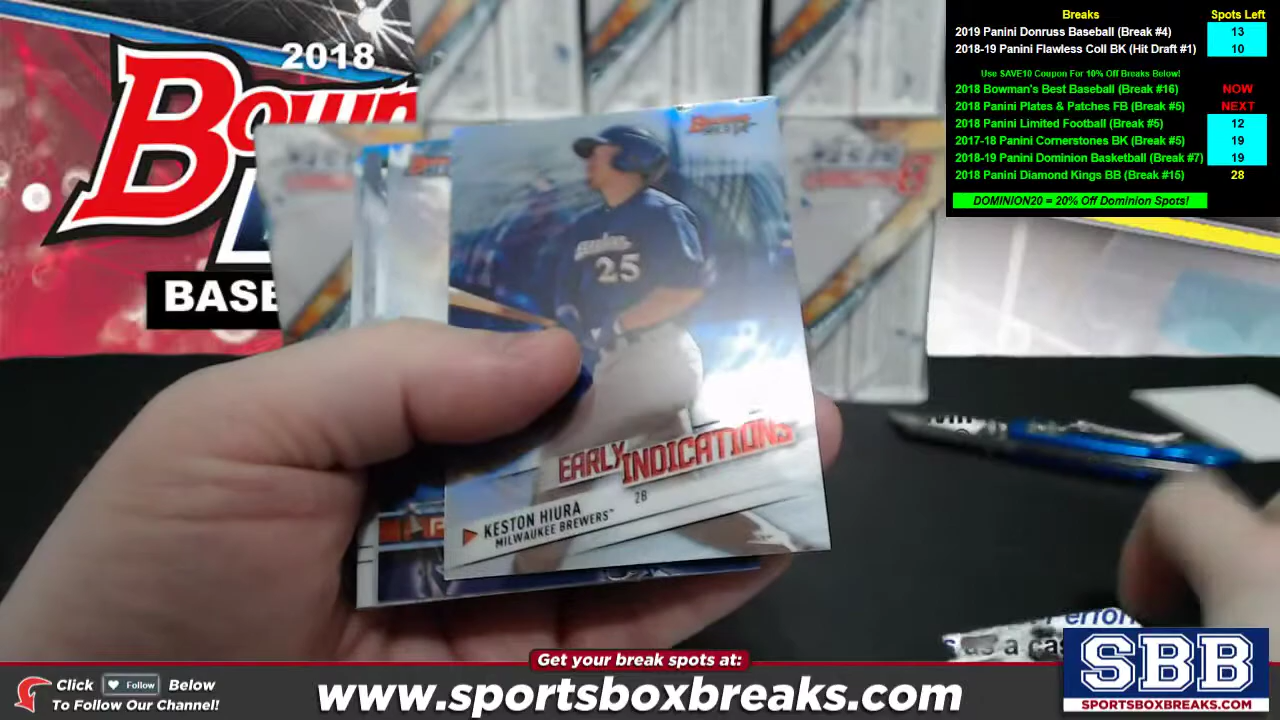 2018
Bowm
BASE
Breaks Spots Left
2019 Panini Donruss Baseball (Break #4) 13
2018-19 Panini Flawless Coll BK (Hit Draft #1) 10
Use SAVE10 Coupon For 10% Off Breaks Below!
2018 Bowman's Best Baseball (Break #16) NOW
2018 Panini Plates & Patches FB (Break #5) NEXT
2018 Panini Limited Football (Break #5) 12
2017-18 Panini Cornerstones BK (Break #5) 19
2018-19 Panini Dominion Basketball (Break #7) 19
2018 Panini Diamond Kings BB (Break #15) 28
DOMINION20 = 20% Off Dominion Spots!
25
EARLY INDICATIONS
2B
KESTON HIURA
MILWAUKEE BREWERS™
Get your break spots at:
www.sportsboxbreaks.com
Click Follow Below
To Follow Our Channel!
SBB
SPORTSBOXBREAKS.COM